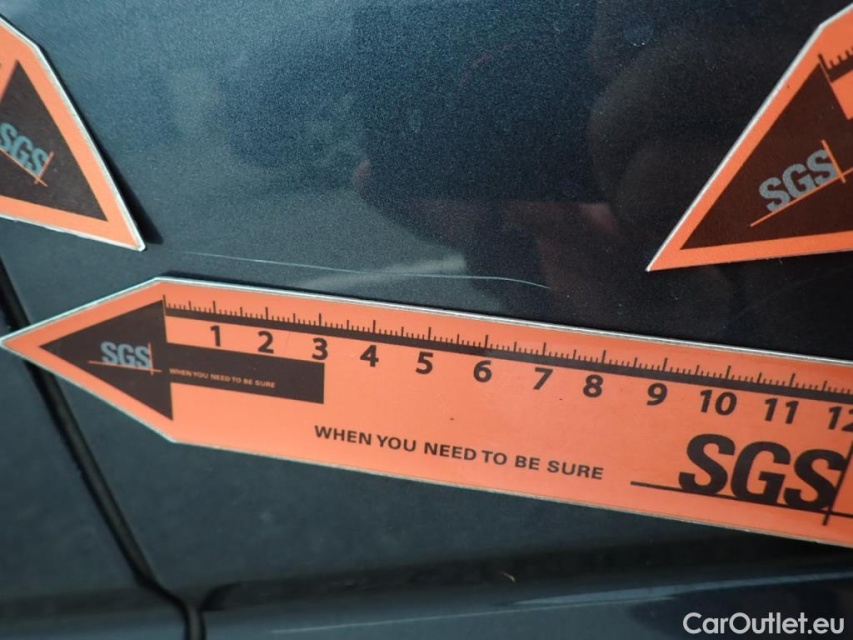 SGS
SGS
1 2 3 4 5 6 7 8 9 10 11 12
SGS
WHEN YOU NEED TO BE SURE
WHEN YOU NEED TO BE SURE
SGS
CarOutlet.eu